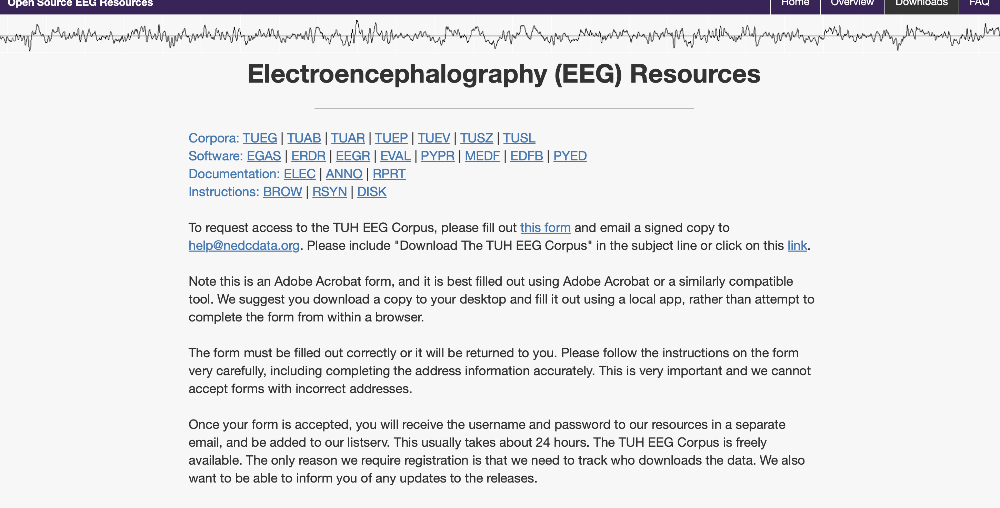 Open Source EEG Resources
Home
Overview
Downloads
FAQ
Electroencephalography (EEG) Resources
Corpora: TUEG | TUAB | TUAR | TUEP | TUEV | TUSZ | TUSL
Software: EGAS | ERDR | EEGR | EVAL | PYPR | MEDF | EDFB | PYED
Documentation: ELEC | ANNO | RPRT
Instructions: BROW | RSYN | DISK
To request access to the TUH EEG Corpus, please fill out this form and email a signed copy to
help@nedcdata.org. Please include "Download The TUH EEG Corpus" in the subject line or click on this link.
Note this is an Adobe Acrobat form, and it is best filled out using Adobe Acrobat or a similarly compatible
tool. We suggest you download a copy to your desktop and fill it out using a local app, rather than attempt to
complete the form from within a browser.
The form must be filled out correctly or it will be returned to you. Please follow the instructions on the form
very carefully, including completing the address information accurately. This is very important and we cannot
accept forms with incorrect addresses.
Once your form is accepted, you will receive the username and password to our resources in a separate
email, and be added to our listserv. This usually takes about 24 hours. The TUH EEG Corpus is freely
available. The only reason we require registration is that we need to track who downloads the data. We also
want to be able to inform you of any updates to the releases.